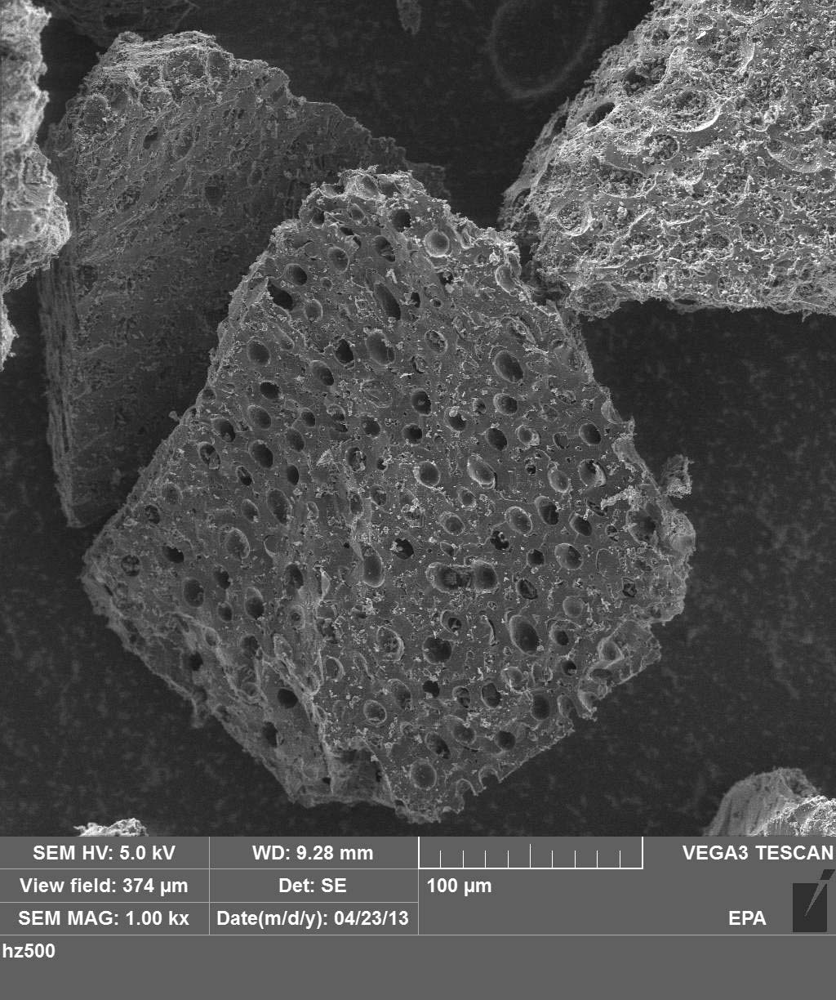 SEM HV: 5.0 kV
WD: 9.28 mm
VEGA3 TESCAN
View field: 374 µm
Det: SE
100 µm
SEM MAG: 1.00 kx
Date(m/d/y): 04/23/13
EPA
hz500